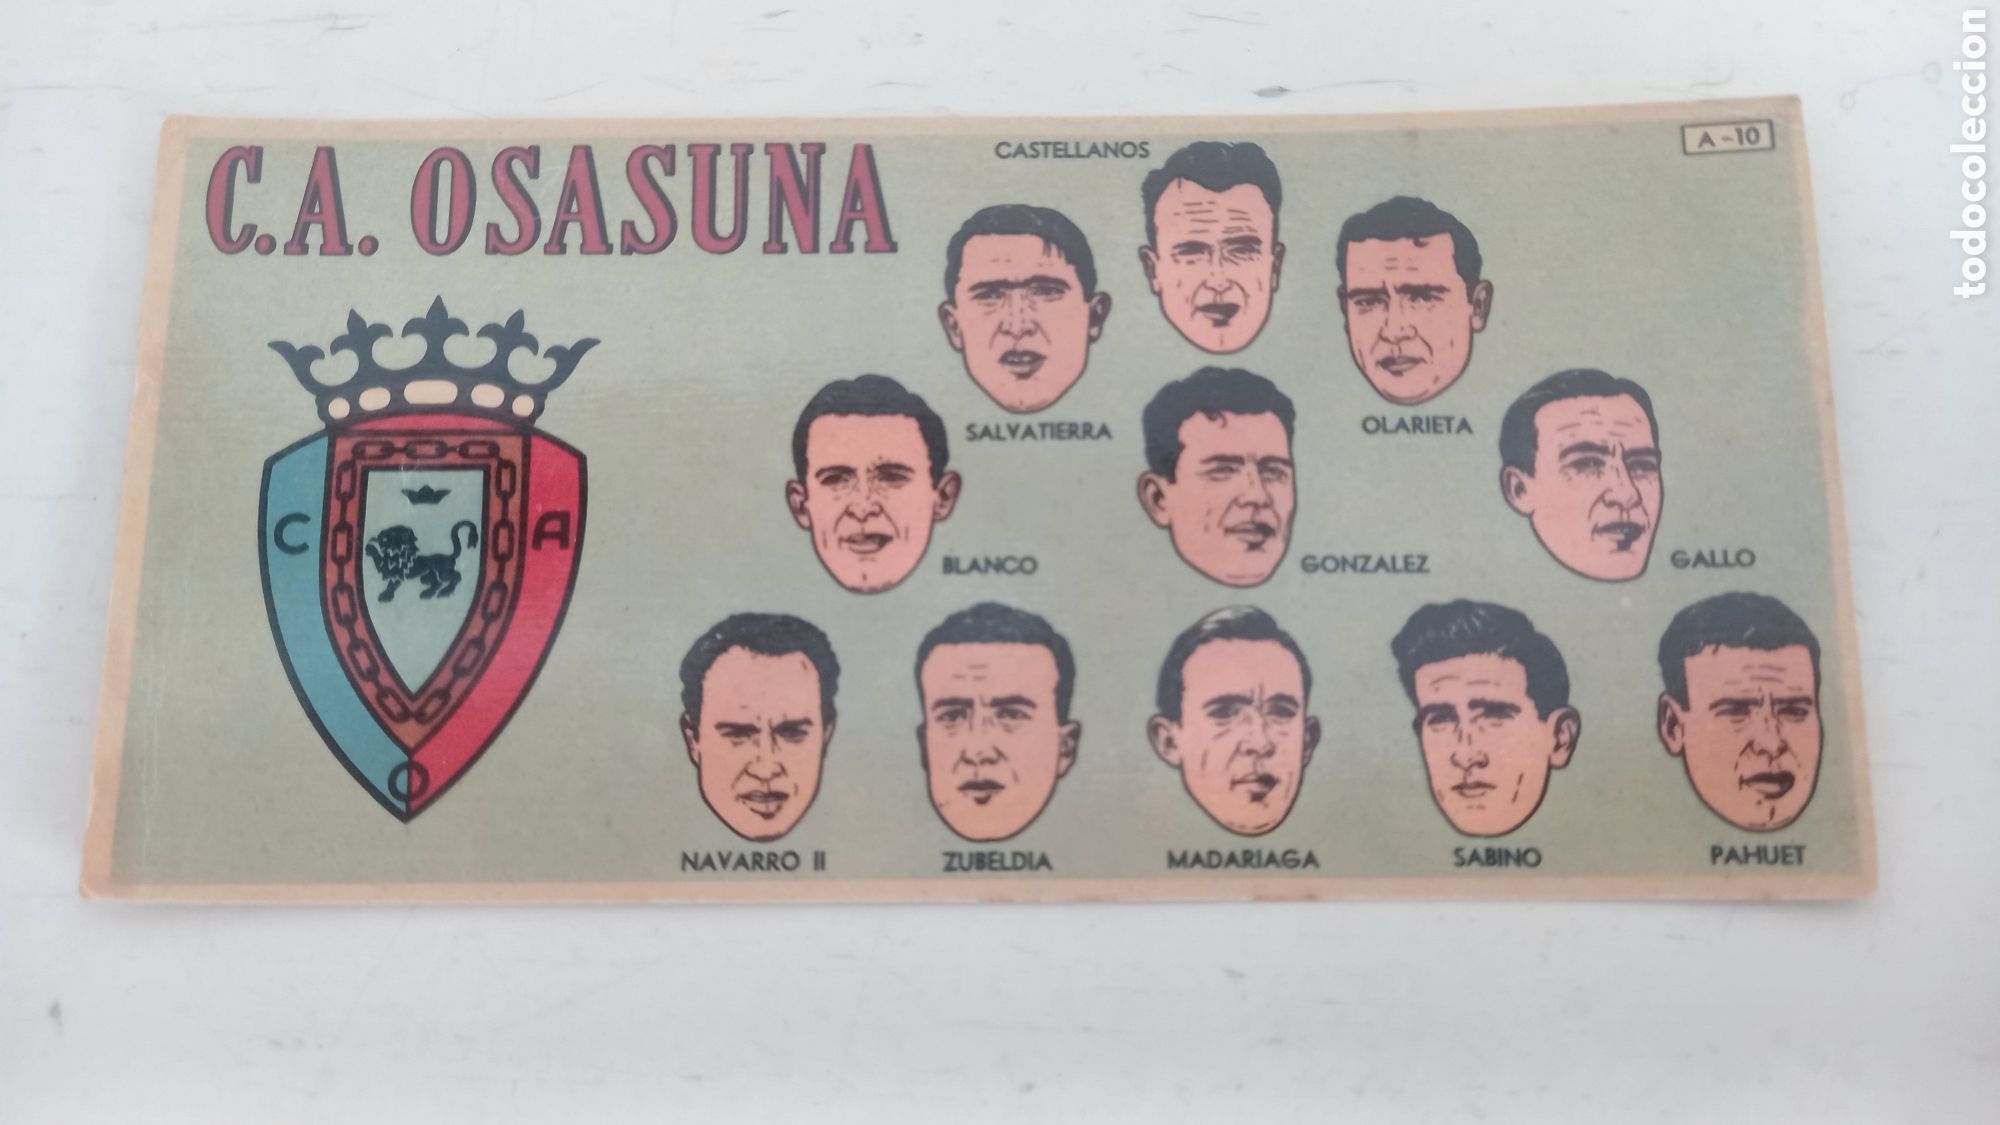 C.A. OSASUNA
A-10
CASTELLANOS
SALVATIERRA
OLARIETA
BLANCO
GONZALEZ
GALLO
C A
O
NAVARRO II
ZUBELDIA
MADARIAGA
SABINO
PAHUET
todocoleccion